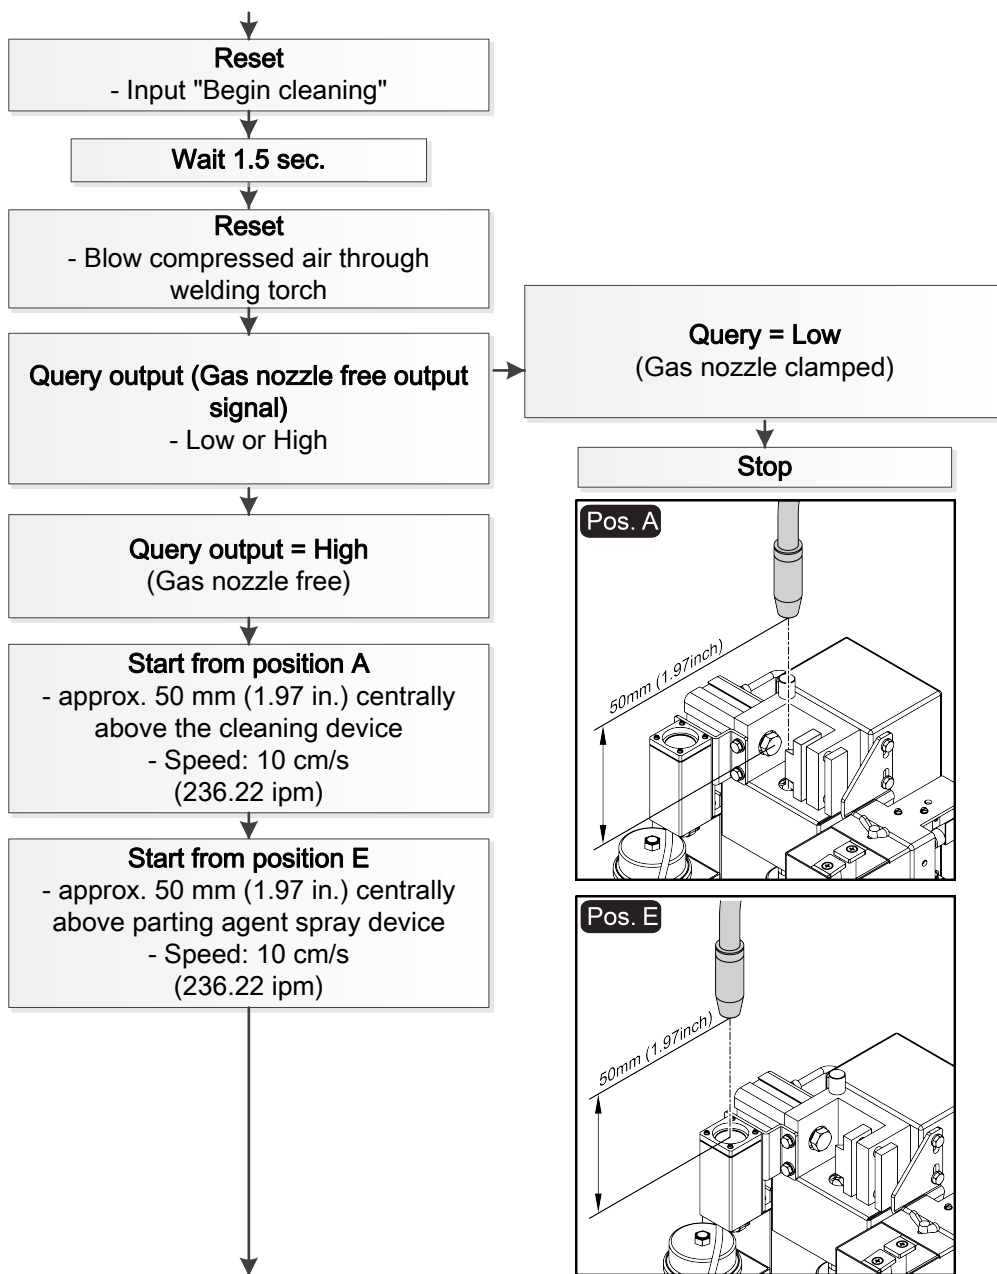 Reset
- Input "Begin cleaning"
Wait 1.5 sec.
Reset
- Blow compressed air through
welding torch
Query output (Gas nozzle free output
signal)
- Low or High
Query = Low
(Gas nozzle clamped)
Stop
Query output = High
(Gas nozzle free)
Start from position A
- approx. 50 mm (1.97 in.) centrally
above the cleaning device
- Speed: 10 cm/s
(236.22 ipm)
Start from position E
- approx. 50 mm (1.97 in.) centrally
above parting agent spray device
- Speed: 10 cm/s
(236.22 ipm)
Pos. A
50mm (1.97inch)
Pos. E
50mm (1.97inch)